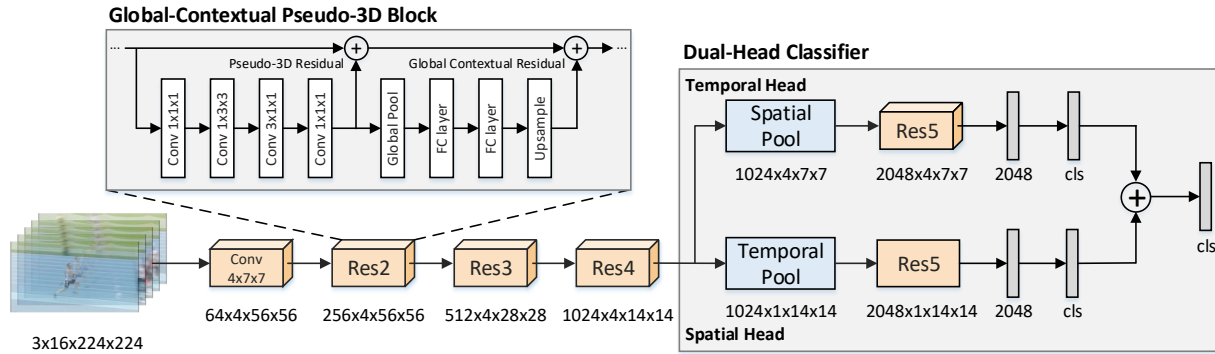 Global-Contextual Pseudo-3D Block
...
...
Pseudo-3D Residual
Global Contextual Residual
Conv 1x1x1
Conv 1x3x3
Conv 3x1x1
Conv 1x1x1
Global Pool
FC layer
FC layer
Upsample
Conv
4x7x7
Res2
Res3
Res4
3x16x224x224
64x4x56x56
256x4x56x56
512x4x28x28
1024x4x14x14
Dual-Head Classifier
Temporal Head
Spatial
Pool
Res5
1024x4x7x7
2048x4x7x7
2048
cls
cls
Temporal
Pool
Res5
1024x1x14x14
2048x1x14x14
2048
cls
Spatial Head